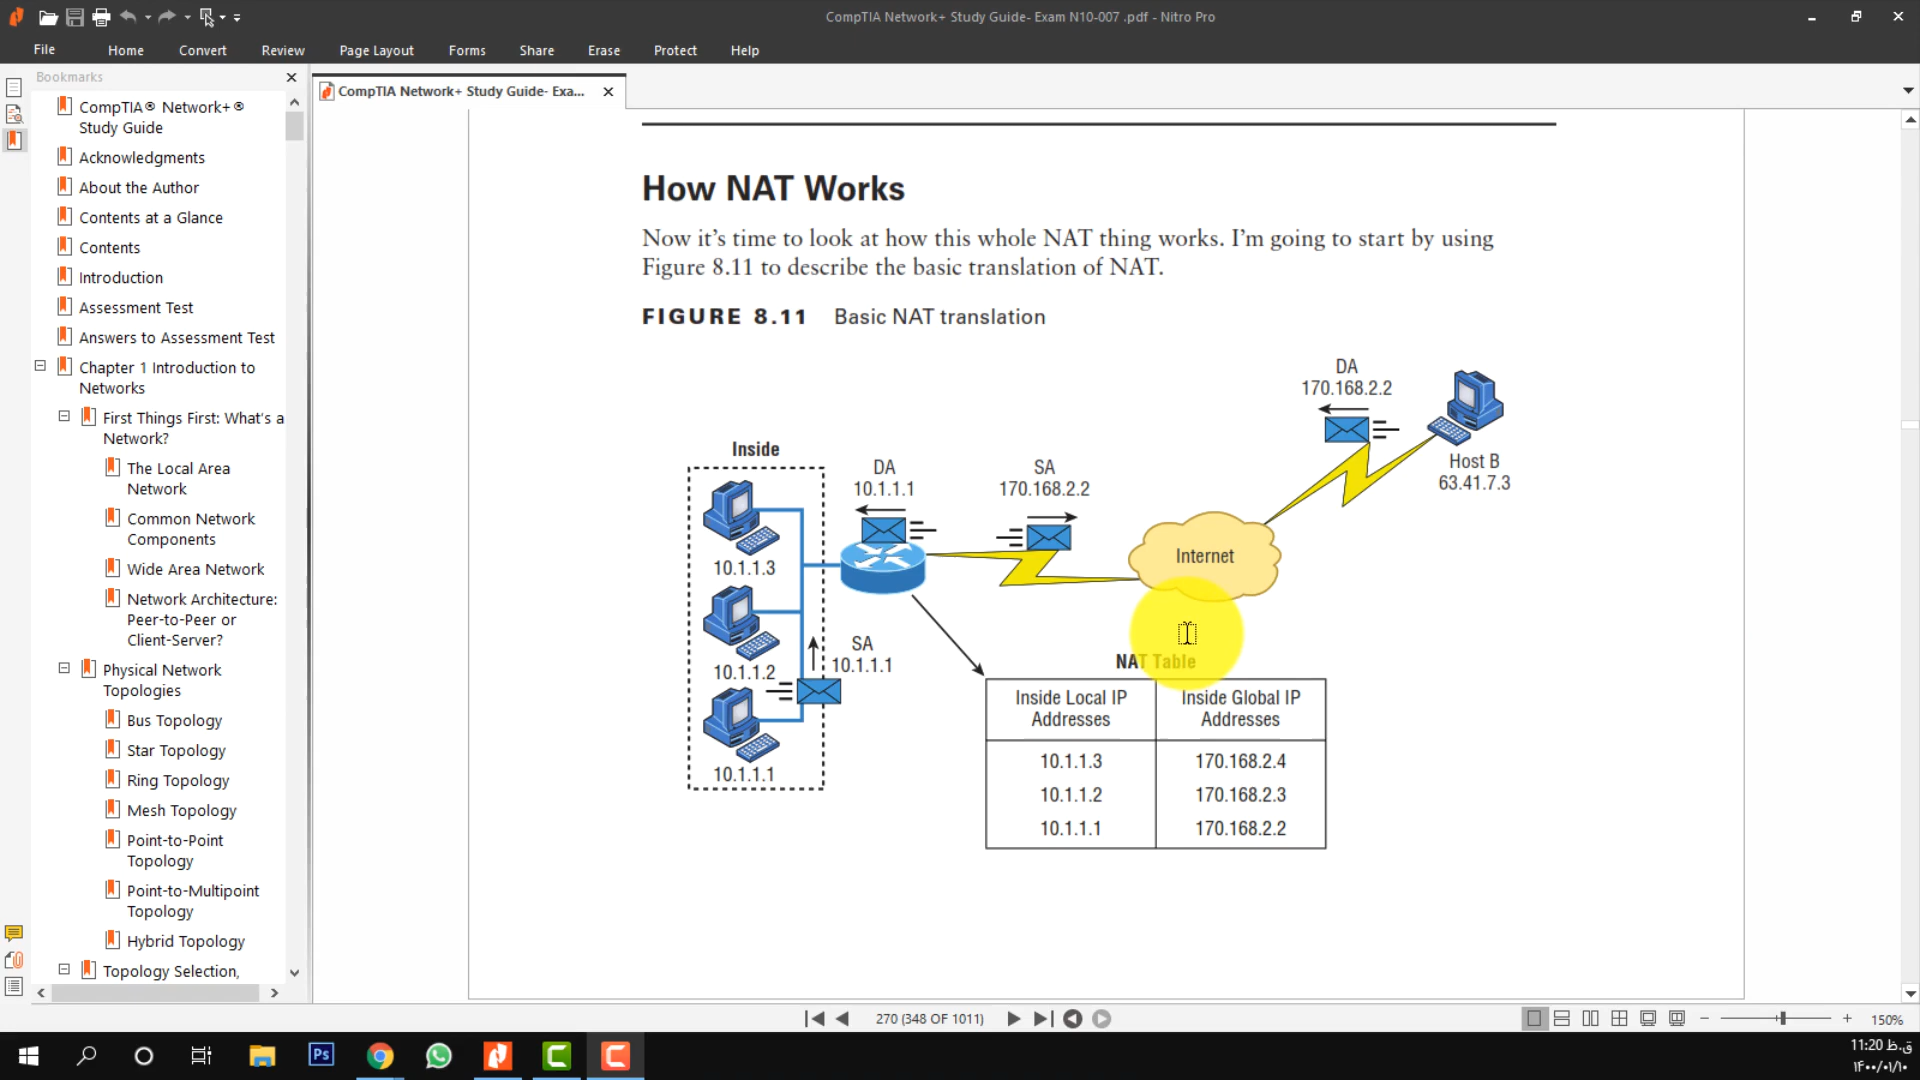 CompTIA Network+ Study Guide- Exam N10-007 .pdf - Nitro Pro
File
Home
Convert
Review
Page Layout
Forms
Share
Erase
Protect
Help
Bookmarks
CompTIA® Network+®
Study Guide
Acknowledgments
About the Author
Contents at a Glance
Contents
Introduction
Assessment Test
Answers to Assessment Test
Chapter 1 Introduction to
Networks
First Things First: What's a
Network?
The Local Area
Network
Common Network
Components
Wide Area Network
Network Architecture:
Peer-to-Peer or
Client-Server?
Physical Network
Topologies
Bus Topology
Star Topology
Ring Topology
Mesh Topology
Point-to-Point
Topology
Point-to-Multipoint
Topology
Hybrid Topology
Topology Selection,
CompTIA Network+ Study Guide- Exa...
How NAT Works
Now it's time to look at how this whole NAT thing works. I'm going to start by using
Figure 8.11 to describe the basic translation of NAT.
FIGURE 8.11 Basic NAT translation
DA
170.168.2.2
Host B
63.41.7.3
Inside
DA
10.1.1.1
SA
170.168.2.2
Internet
10.1.1.3
10.1.1.2
SA
10.1.1.1
10.1.1.1
NAT Table
Inside Local IP
Addresses
Inside Global IP
Addresses
10.1.1.3 170.168.2.4
10.1.1.2 170.168.2.3
10.1.1.1 170.168.2.2
270 (348 OF 1011)
150%
Ps
11:20 ق.ظ
۱۴۰۰/۰۱/۱۰